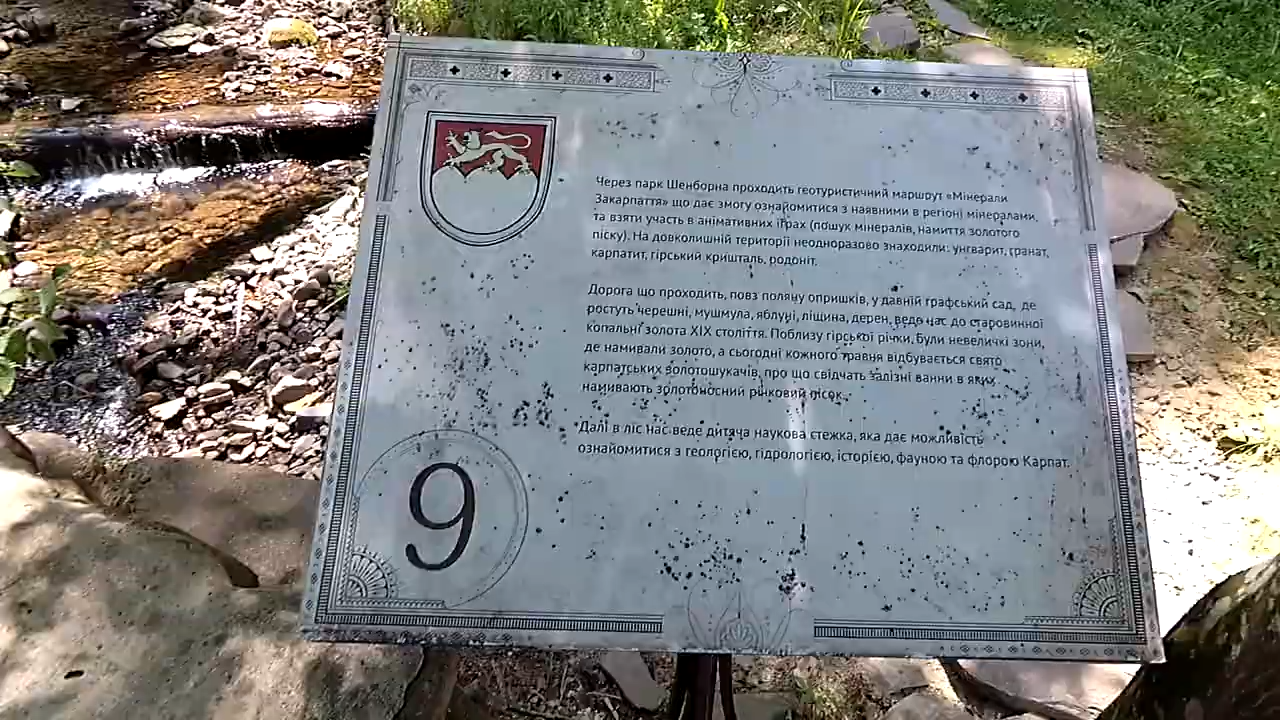 Через парк Шенборна проходить геотуристичний маршрут «Мінерали
Закарпаття» що дає змогу ознайомитися з наявними в регіоні мінералами,
та взяти участь в анімативних іграх (пошук мінералів, намиття золотого
піску). На довколишній території неодноразово знаходили: унгварит, гранат,
карпатит, гірський кришталь, родоніт.
Дорога що проходить, повз поляну опришків, у давній графський сад, де
ростуть черешні, мушмула, яблуні, ліщина, дерен, веде нас до старовинної
копальні золота XIX століття. Поблизу гірської річки, були невеличкі зони,
де намивали золото, а сьогодні кожного травня відбувається свято
карпатських золотошукачів, про що свідчать залізні ванни в яких
намивають золотоносний річковий пісок.
Далі в ліс нас веде дитяча наукова стежка, яка дає можливість
ознайомитися з геологією, гідрологією, історією, фауною та флорою Карпат.
9